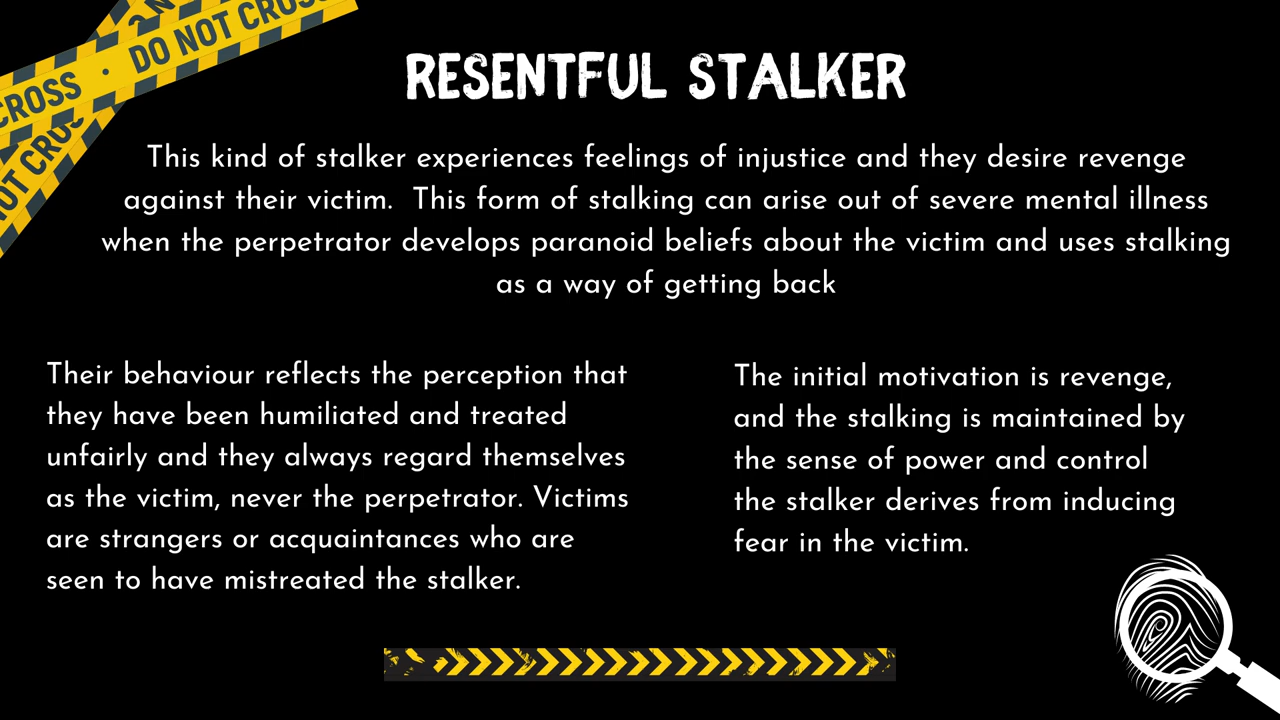 DO NOT CROSS
CROSS • DO NOT CROSS
NOT CROSS
RESENTFUL STALKER
This kind of stalker experiences feelings of injustice and they desire revenge
against their victim. This form of stalking can arise out of severe mental illness
when the perpetrator develops paranoid beliefs about the victim and uses stalking
as a way of getting back
Their behaviour reflects the perception that
they have been humiliated and treated
unfairly and they always regard themselves
as the victim, never the perpetrator. Victims
are strangers or acquaintances who are
seen to have mistreated the stalker.
The initial motivation is revenge,
and the stalking is maintained by
the sense of power and control
the stalker derives from inducing
fear in the victim.